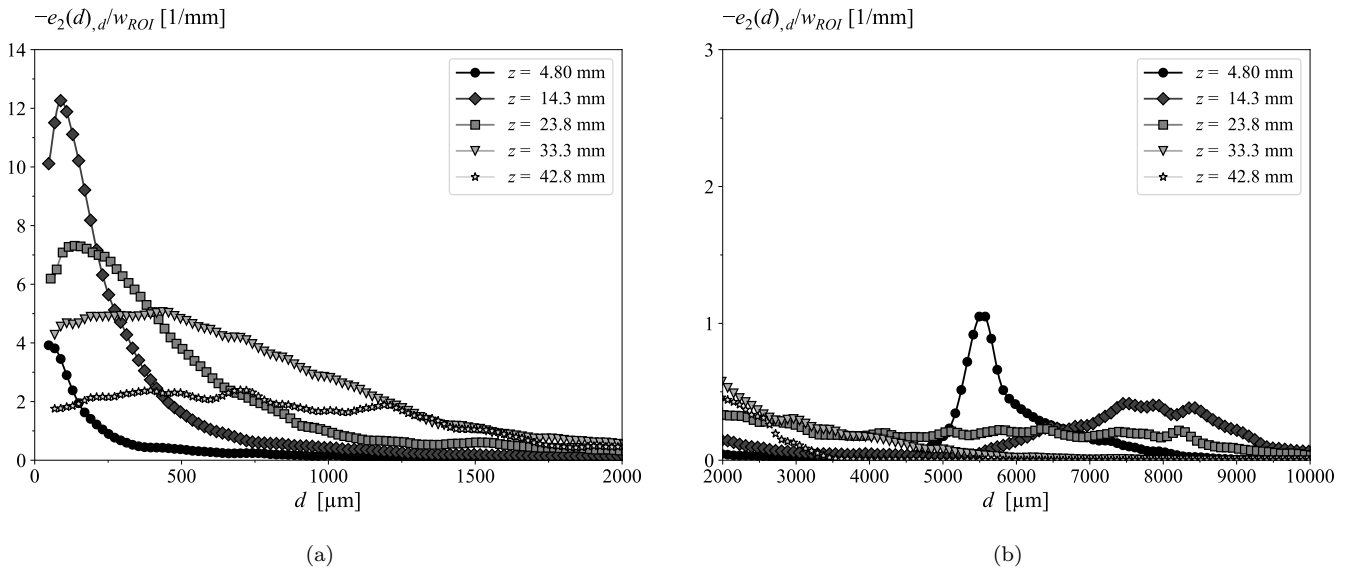 −e₂(d),d/wROI [1/mm]
14
12
10
8
6
4
2
0
0 500 1000 1500 2000
d [µm]
z = 4.80 mm
z = 14.3 mm
z = 23.8 mm
z = 33.3 mm
z = 42.8 mm
(a)
−e₂(d),d/wROI [1/mm]
3
2
1
0
2000 3000 4000 5000 6000 7000 8000 9000 10000
d [µm]
z = 4.80 mm
z = 14.3 mm
z = 23.8 mm
z = 33.3 mm
z = 42.8 mm
(b)